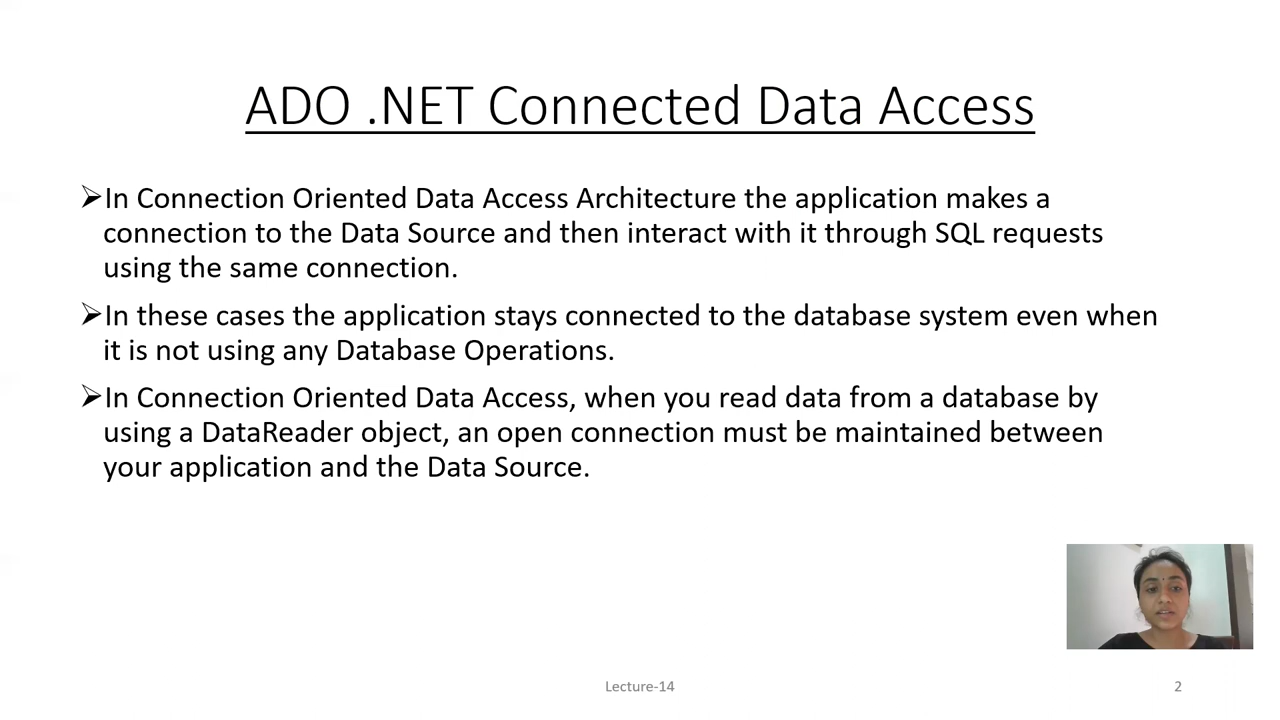 ADO .NET Connected Data Access
➢In Connection Oriented Data Access Architecture the application makes a
connection to the Data Source and then interact with it through SQL requests
using the same connection.
➢In these cases the application stays connected to the database system even when
it is not using any Database Operations.
➢In Connection Oriented Data Access, when you read data from a database by
using a DataReader object, an open connection must be maintained between
your application and the Data Source.
Lecture-14
2